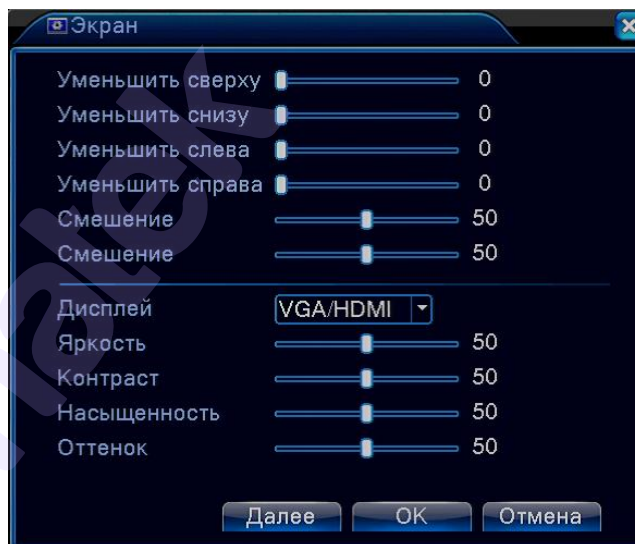 Экран
Уменьшить сверху 0
Уменьшить снизу 0
Уменьшить слева 0
Уменьшить справа 0
Смешение 50
Смешение 50
Дисплей VGA/HDMI
Яркость 50
Контраст 50
Насыщенность 50
Оттенок 50
Далее OK Отмена